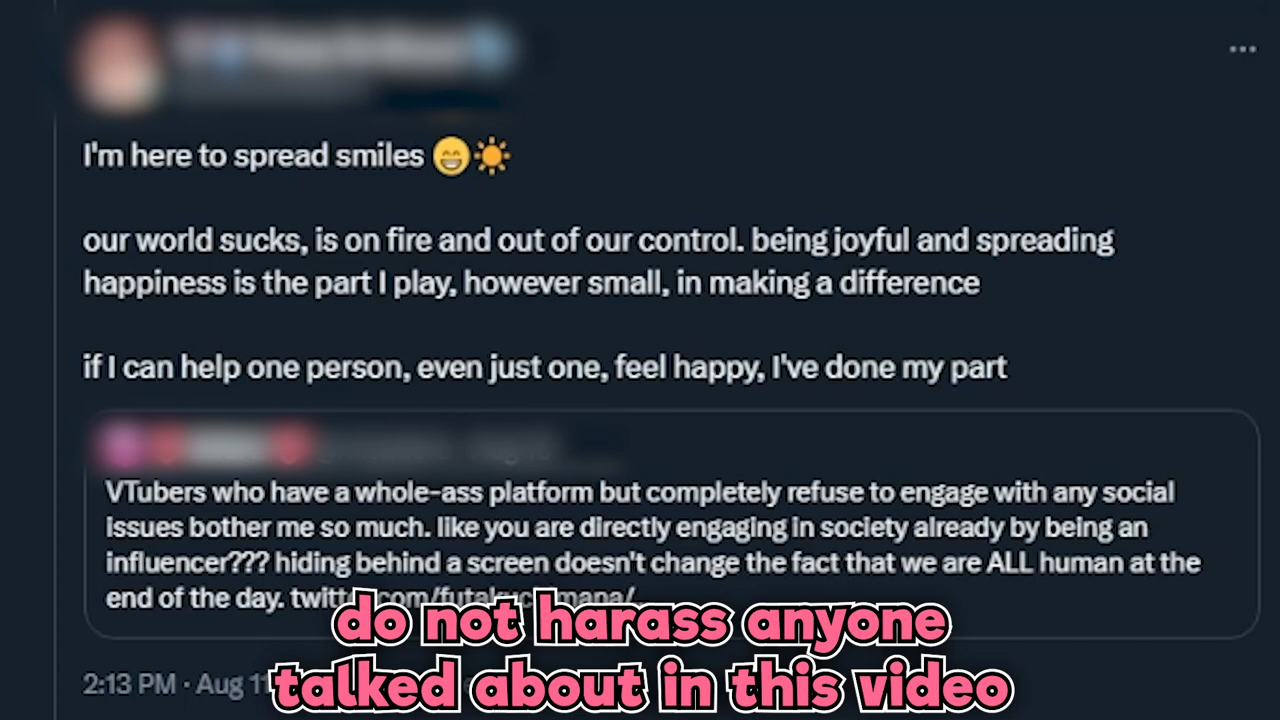 I'm here to spread smiles 😁☀️
our world sucks, is on fire and out of our control. being joyful and spreading
happiness is the part I play, however small, in making a difference
if I can help one person, even just one, feel happy, I've done my part
VTubers who have a whole-ass platform but completely refuse to engage with any social
issues bother me so much. like you are directly engaging in society already by being an
influencer??? hiding behind a screen doesn't change the fact that we are ALL human at the
end of the day.
do not harass anyone
2:13 PM · Aug 11
talked about in this video